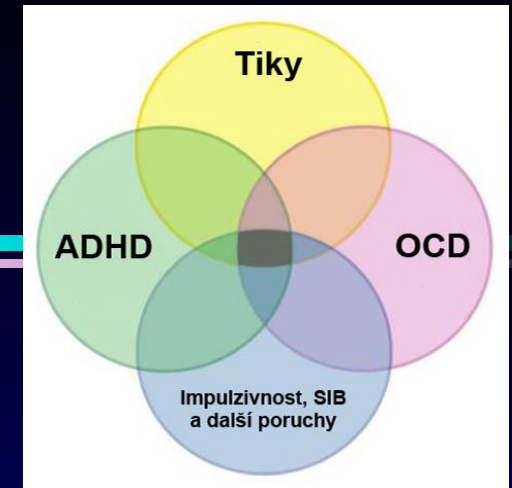 Tiky
ADHD
OCD
Impulzivnost, SIB
a další poruchy